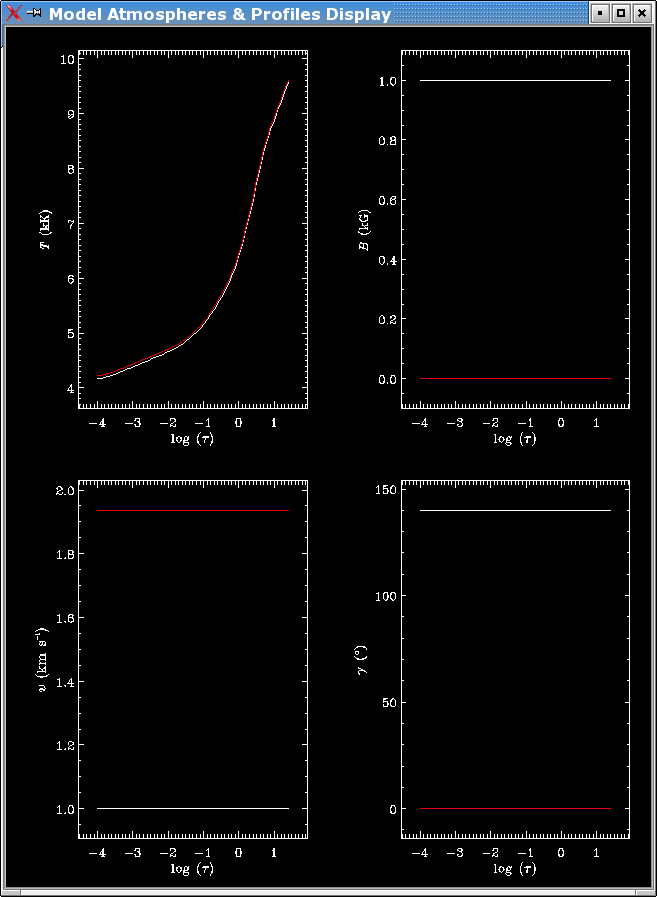 Model Atmospheres & Profiles Display
10
9
8
7
6
5
4
T (kK)
−4 −3 −2 −1 0 1
log (τ)
1.0
0.8
0.6
0.4
0.2
0.0
B (kG)
−4 −3 −2 −1 0 1
log (τ)
2.0
1.8
1.6
1.4
1.2
1.0
v (km s⁻¹)
−4 −3 −2 −1 0 1
log (τ)
150
100
50
0
γ (°)
−4 −3 −2 −1 0 1
log (τ)